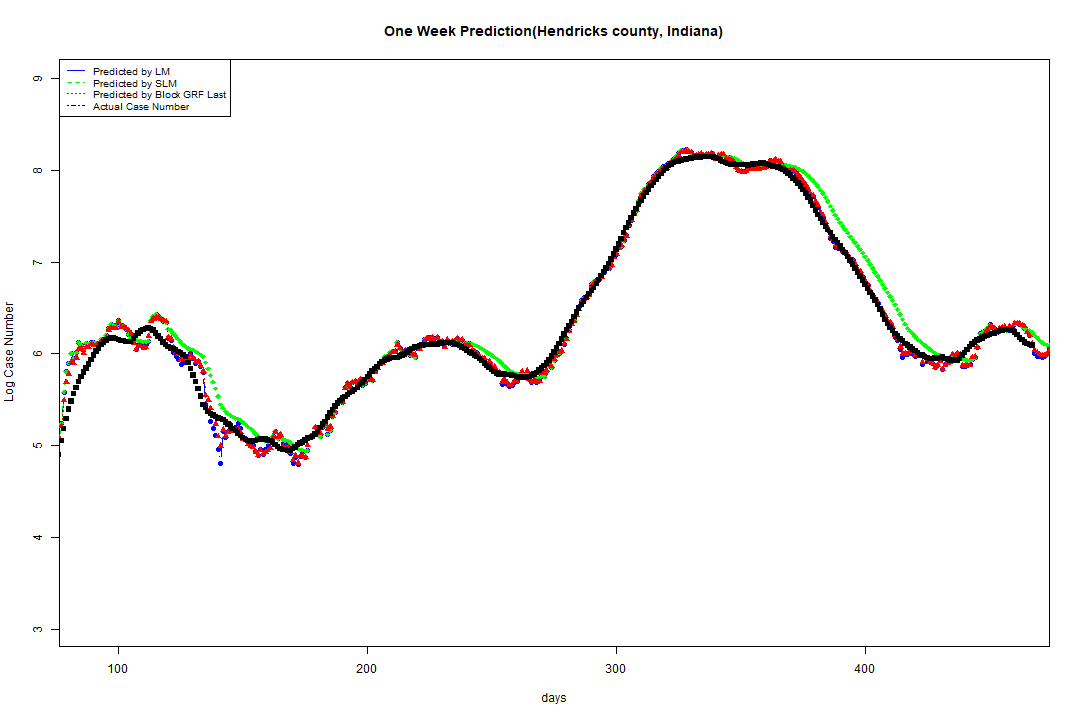 One Week Prediction(Hendricks county, Indiana)
Predicted by LM
Predicted by SLM
Predicted by Block GRF Last
Actual Case Number
9
8
7
6
5
4
3
Log Case Number
100 200 300 400
days